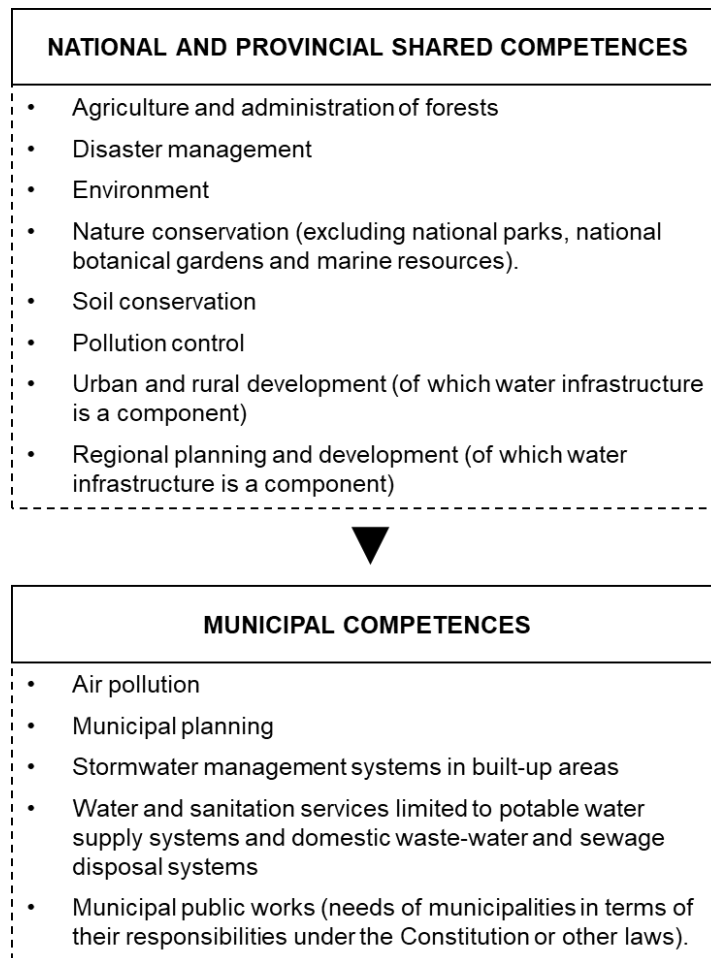 NATIONAL AND PROVINCIAL SHARED COMPETENCES
• Agriculture and administration of forests
• Disaster management
• Environment
• Nature conservation (excluding national parks, national
botanical gardens and marine resources).
• Soil conservation
• Pollution control
• Urban and rural development (of which water infrastructure
is a component)
• Regional planning and development (of which water
infrastructure is a component)
MUNICIPAL COMPETENCES
• Air pollution
• Municipal planning
• Stormwater management systems in built-up areas
• Water and sanitation services limited to potable water
supply systems and domestic waste-water and sewage
disposal systems
• Municipal public works (needs of municipalities in terms of
their responsibilities under the Constitution or other laws).